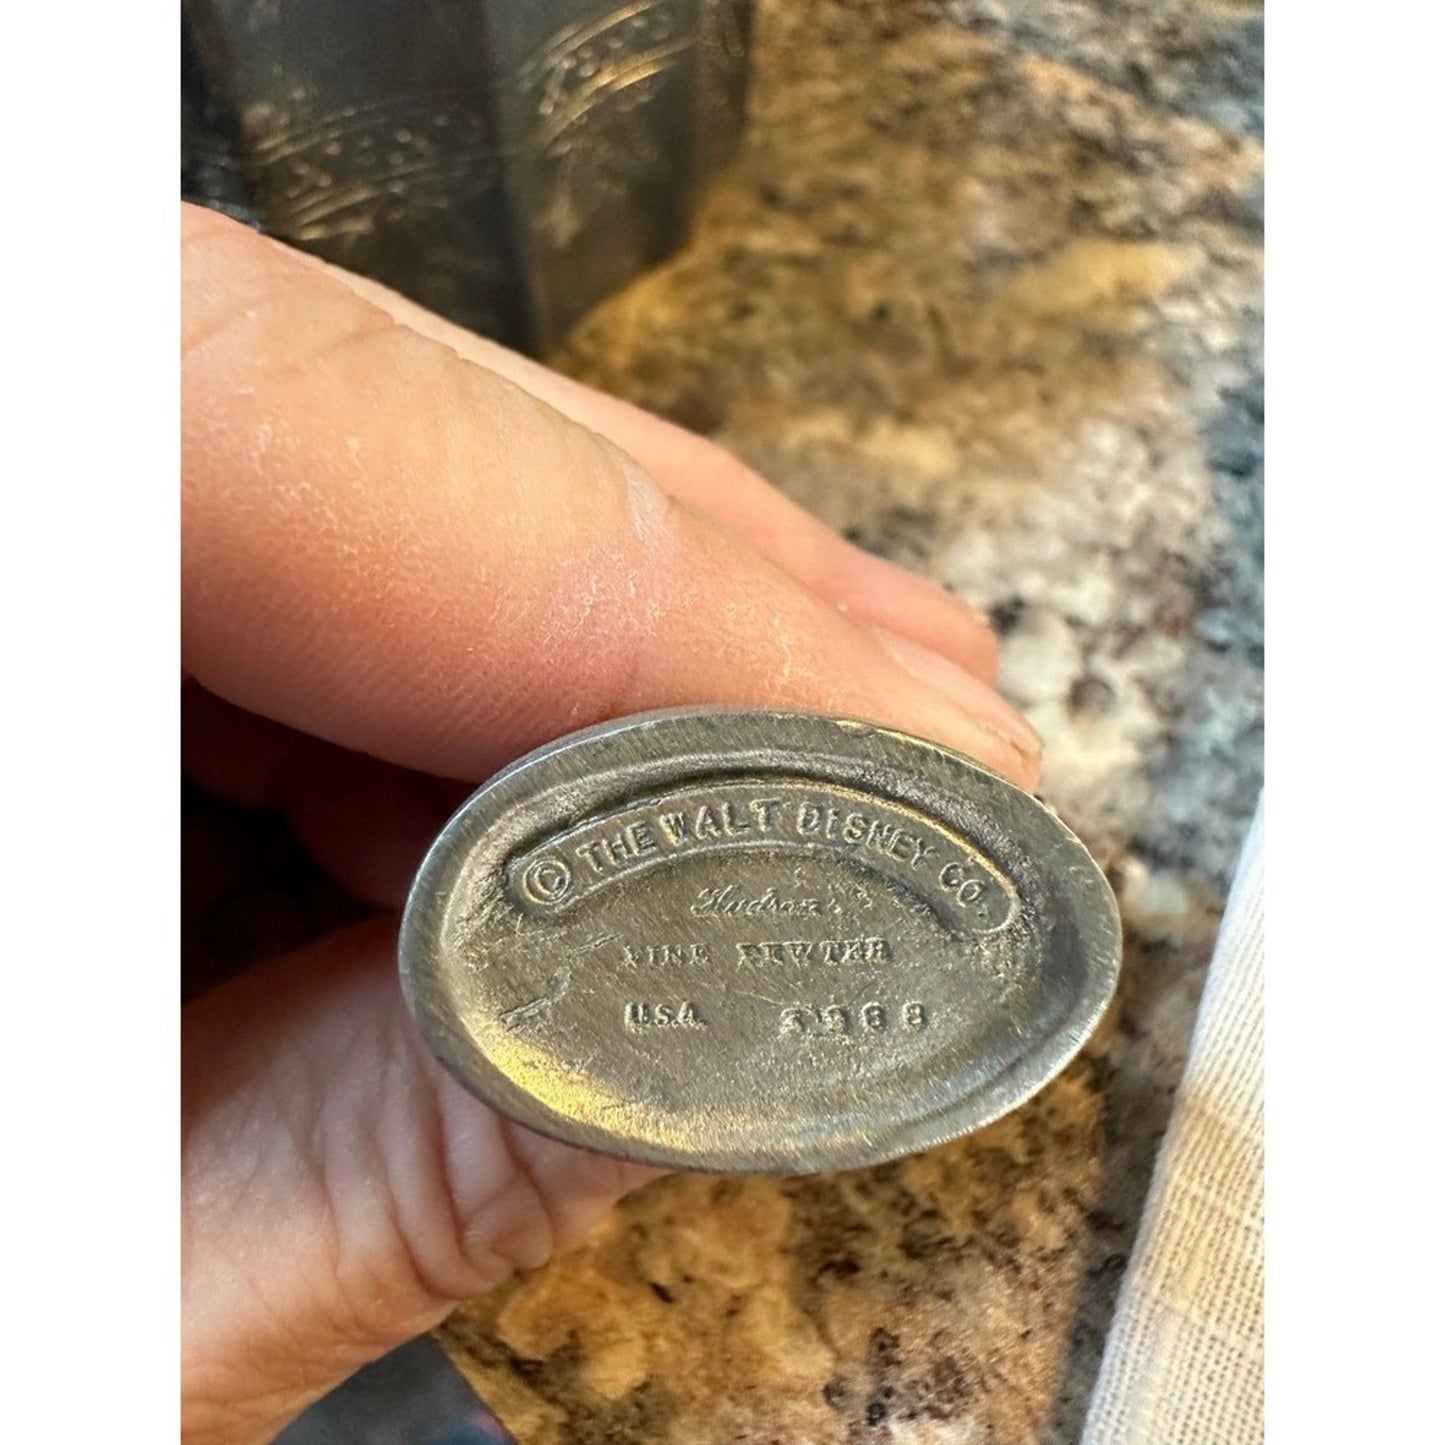 © THE WALT DISNEY CO.
Hudson
FINE PEWTER
U.S.A.